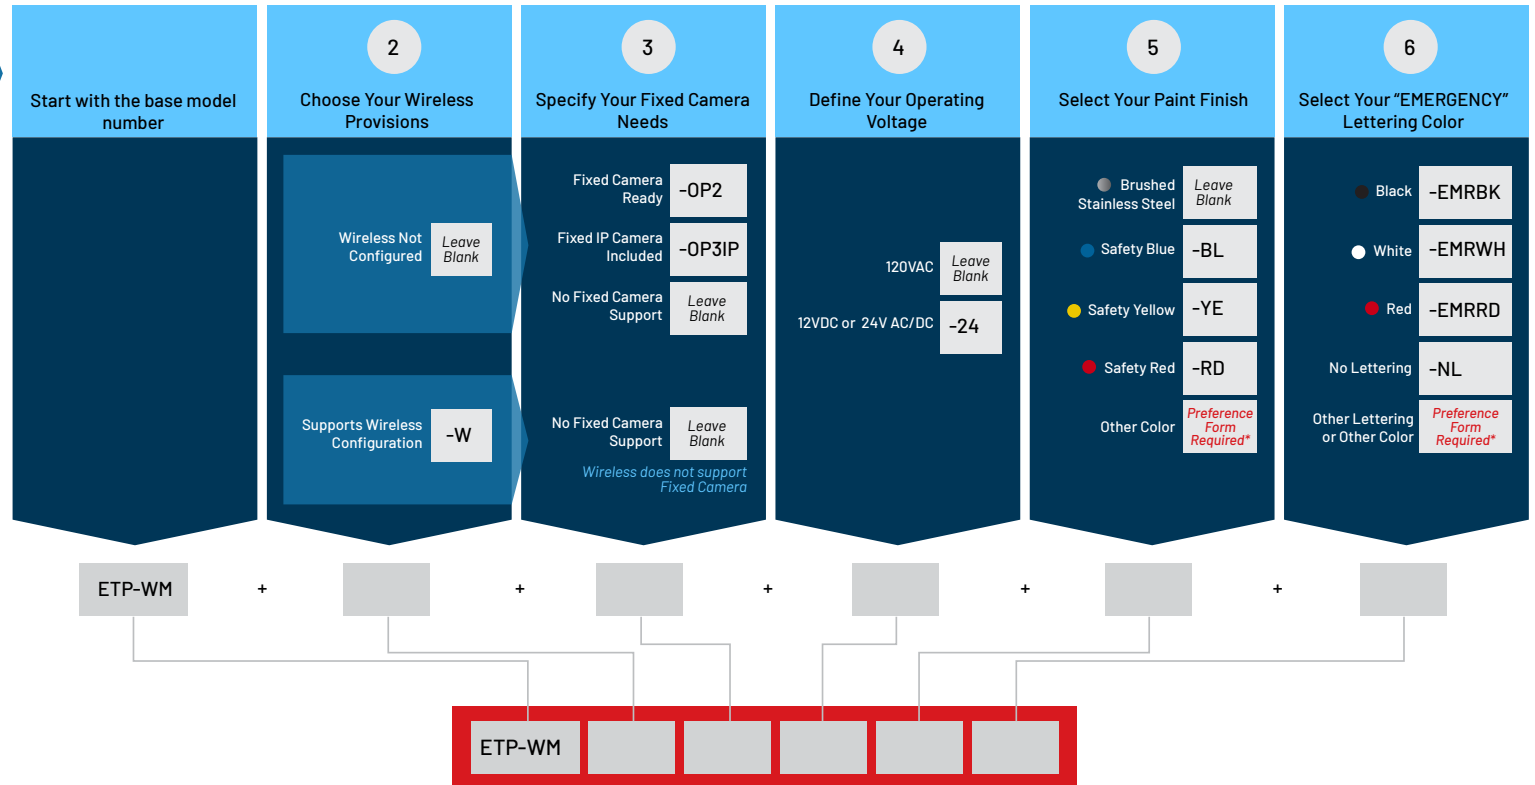 Start with the base model
number
2
Choose Your Wireless
Provisions
Wireless Not
Configured
Leave
Blank
Supports Wireless
Configuration
-W
3
Specify Your Fixed Camera
Needs
Fixed Camera
Ready
-OP2
Fixed IP Camera
Included
-OP3IP
No Fixed Camera
Support
Leave
Blank
No Fixed Camera
Support
Leave
Blank
Wireless does not support
Fixed Camera
4
Define Your Operating
Voltage
120VAC
Leave
Blank
12VDC or 24V AC/DC
-24
5
Select Your Paint Finish
Brushed
Stainless Steel
Leave
Blank
Safety Blue
-BL
Safety Yellow
-YE
Safety Red
-RD
Other Color
Preference
Form
Required*
6
Select Your “EMERGENCY”
Lettering Color
Black
-EMRBK
White
-EMRWH
Red
-EMRRD
No Lettering
-NL
Other Lettering
or Other Color
Preference
Form
Required*
ETP-WM + + + + +
ETP-WM